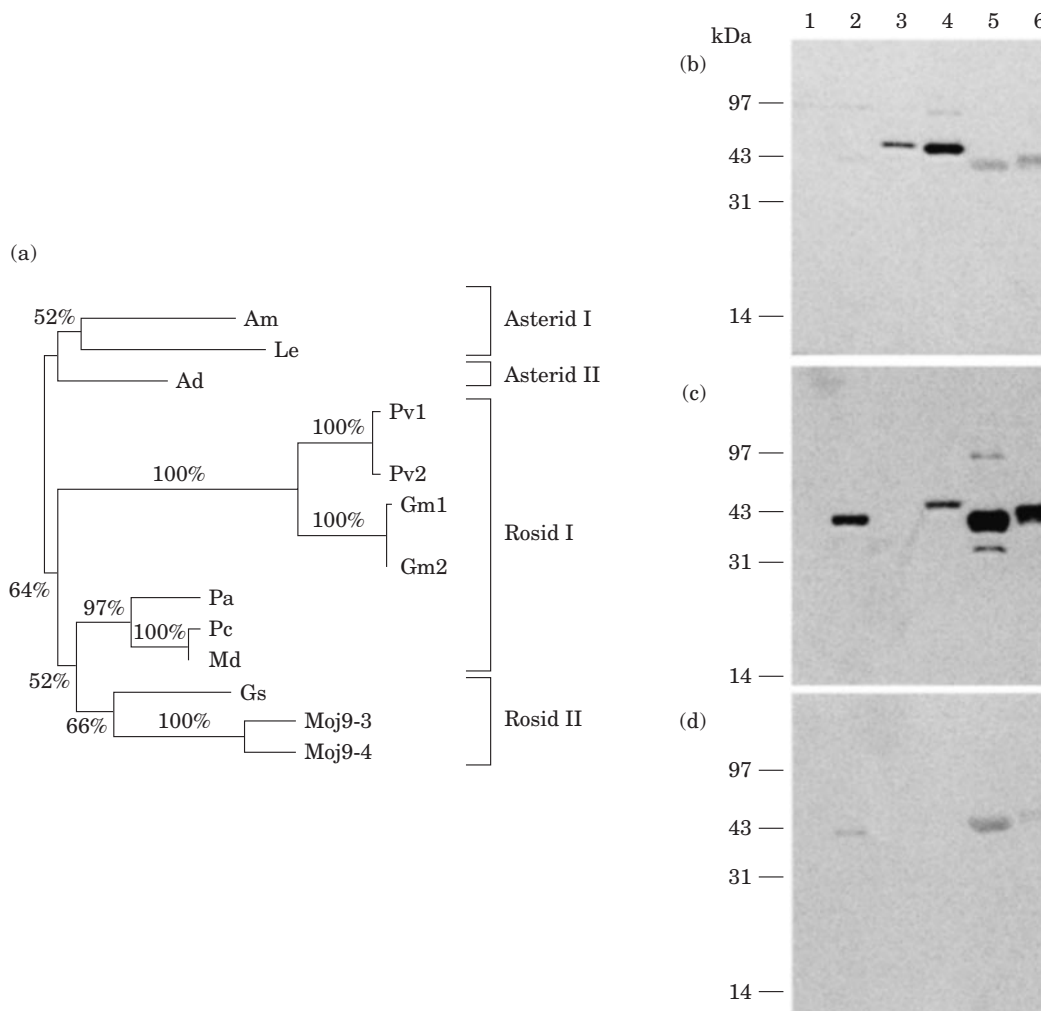 (a)
52%
Am
Le
Ad
Asterid I
Asterid II
100%
100%
Pv1
Pv2
100%
Gm1
Gm2
Rosid I
64%
97%
Pa
100%
Pc
Md
52%
Gs
66%
100%
Moj9-3
Moj9-4
Rosid II
1 2 3 4 5 6
kDa
(b)
97
43
31
14
(c)
97
43
31
14
(d)
97
43
31
14